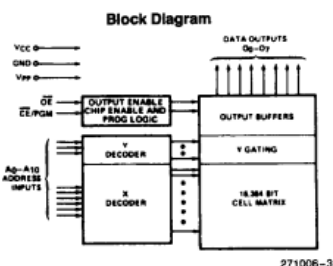 Block Diagram
DATA OUTPUTS
O₀–O₇
VCC
GND
VPP
OE
CE/PGM
OUTPUT ENABLE
CHIP ENABLE AND
PROG LOGIC
OUTPUT BUFFERS
A₀–A₁₀
ADDRESS
INPUTS
Y
DECODER
Y GATING
X
DECODER
16,384 BIT
CELL MATRIX
271006–3